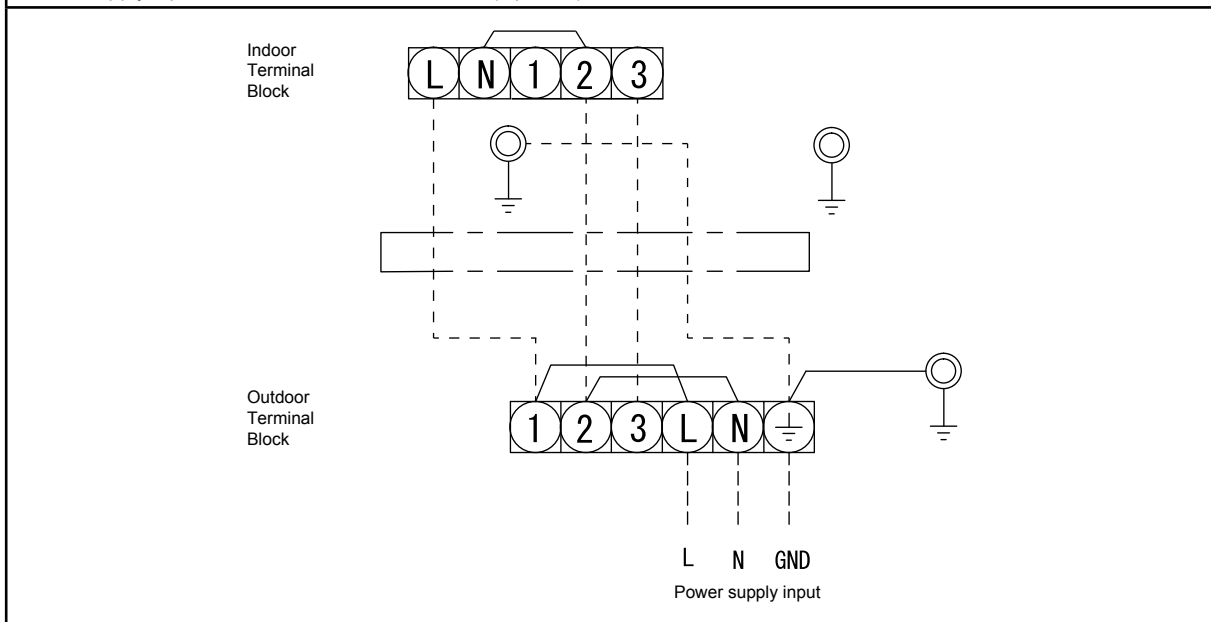 Indoor
Terminal
Block
L N 1 2 3
Outdoor
Terminal
Block
1 2 3 L N
L N GND
Power supply input